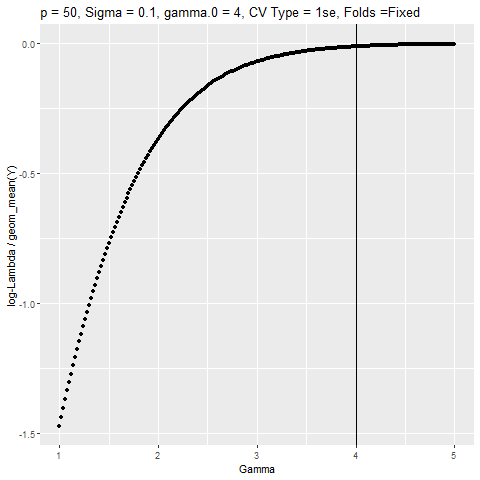 p = 50, Sigma = 0.1, gamma.0 = 4, CV Type = 1se, Folds =Fixed
log-Lambda / geom_mean(Y)
0.0
-0.5
-1.0
-1.5
1 2 3 4 5
Gamma